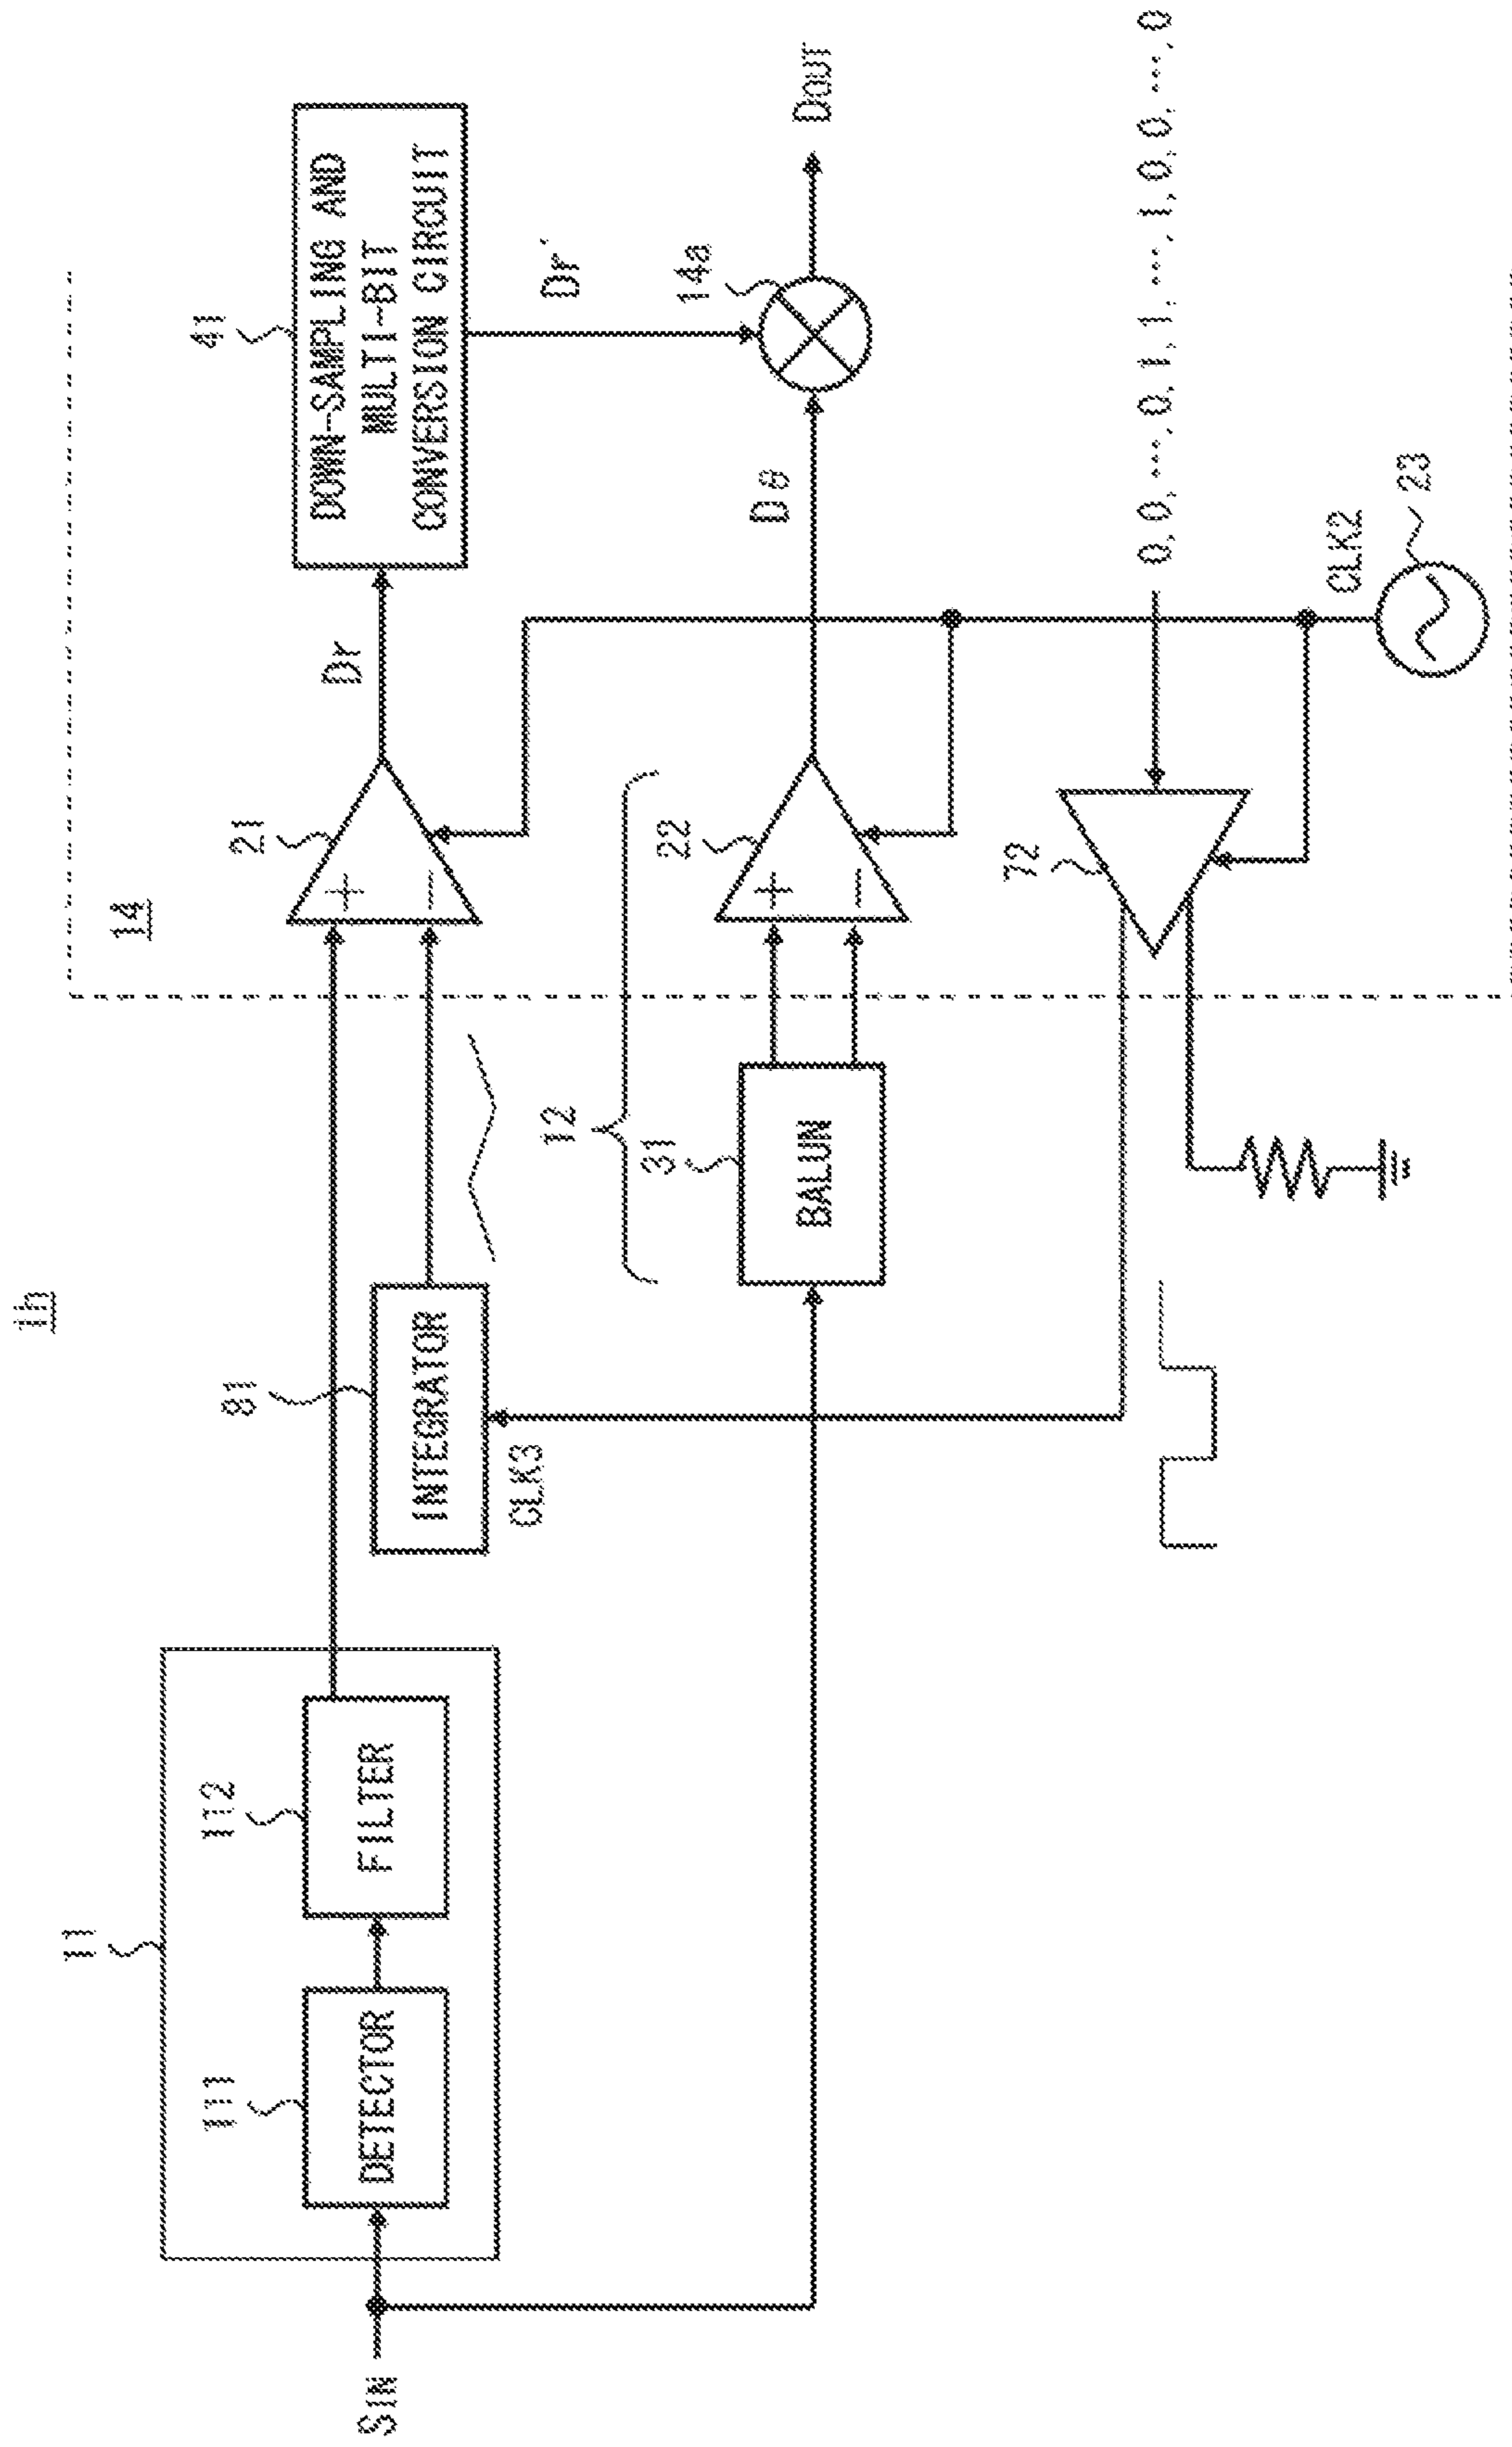 1h
11
111
DETECTOR
112
FILTER
SIN
81
INTEGRATOR
CLK3
14
21
+
−
Dr
41
DOWN-SAMPLING AND
MULTI-BIT
CONVERSION CIRCUIT
Dr'
14a
DOUT
12
31
BALUN
22
+
−
Dθ
72
0, 0, ···, 0, 1, 1, ···, 1, 0, 0, ···, 0
CLK2
23